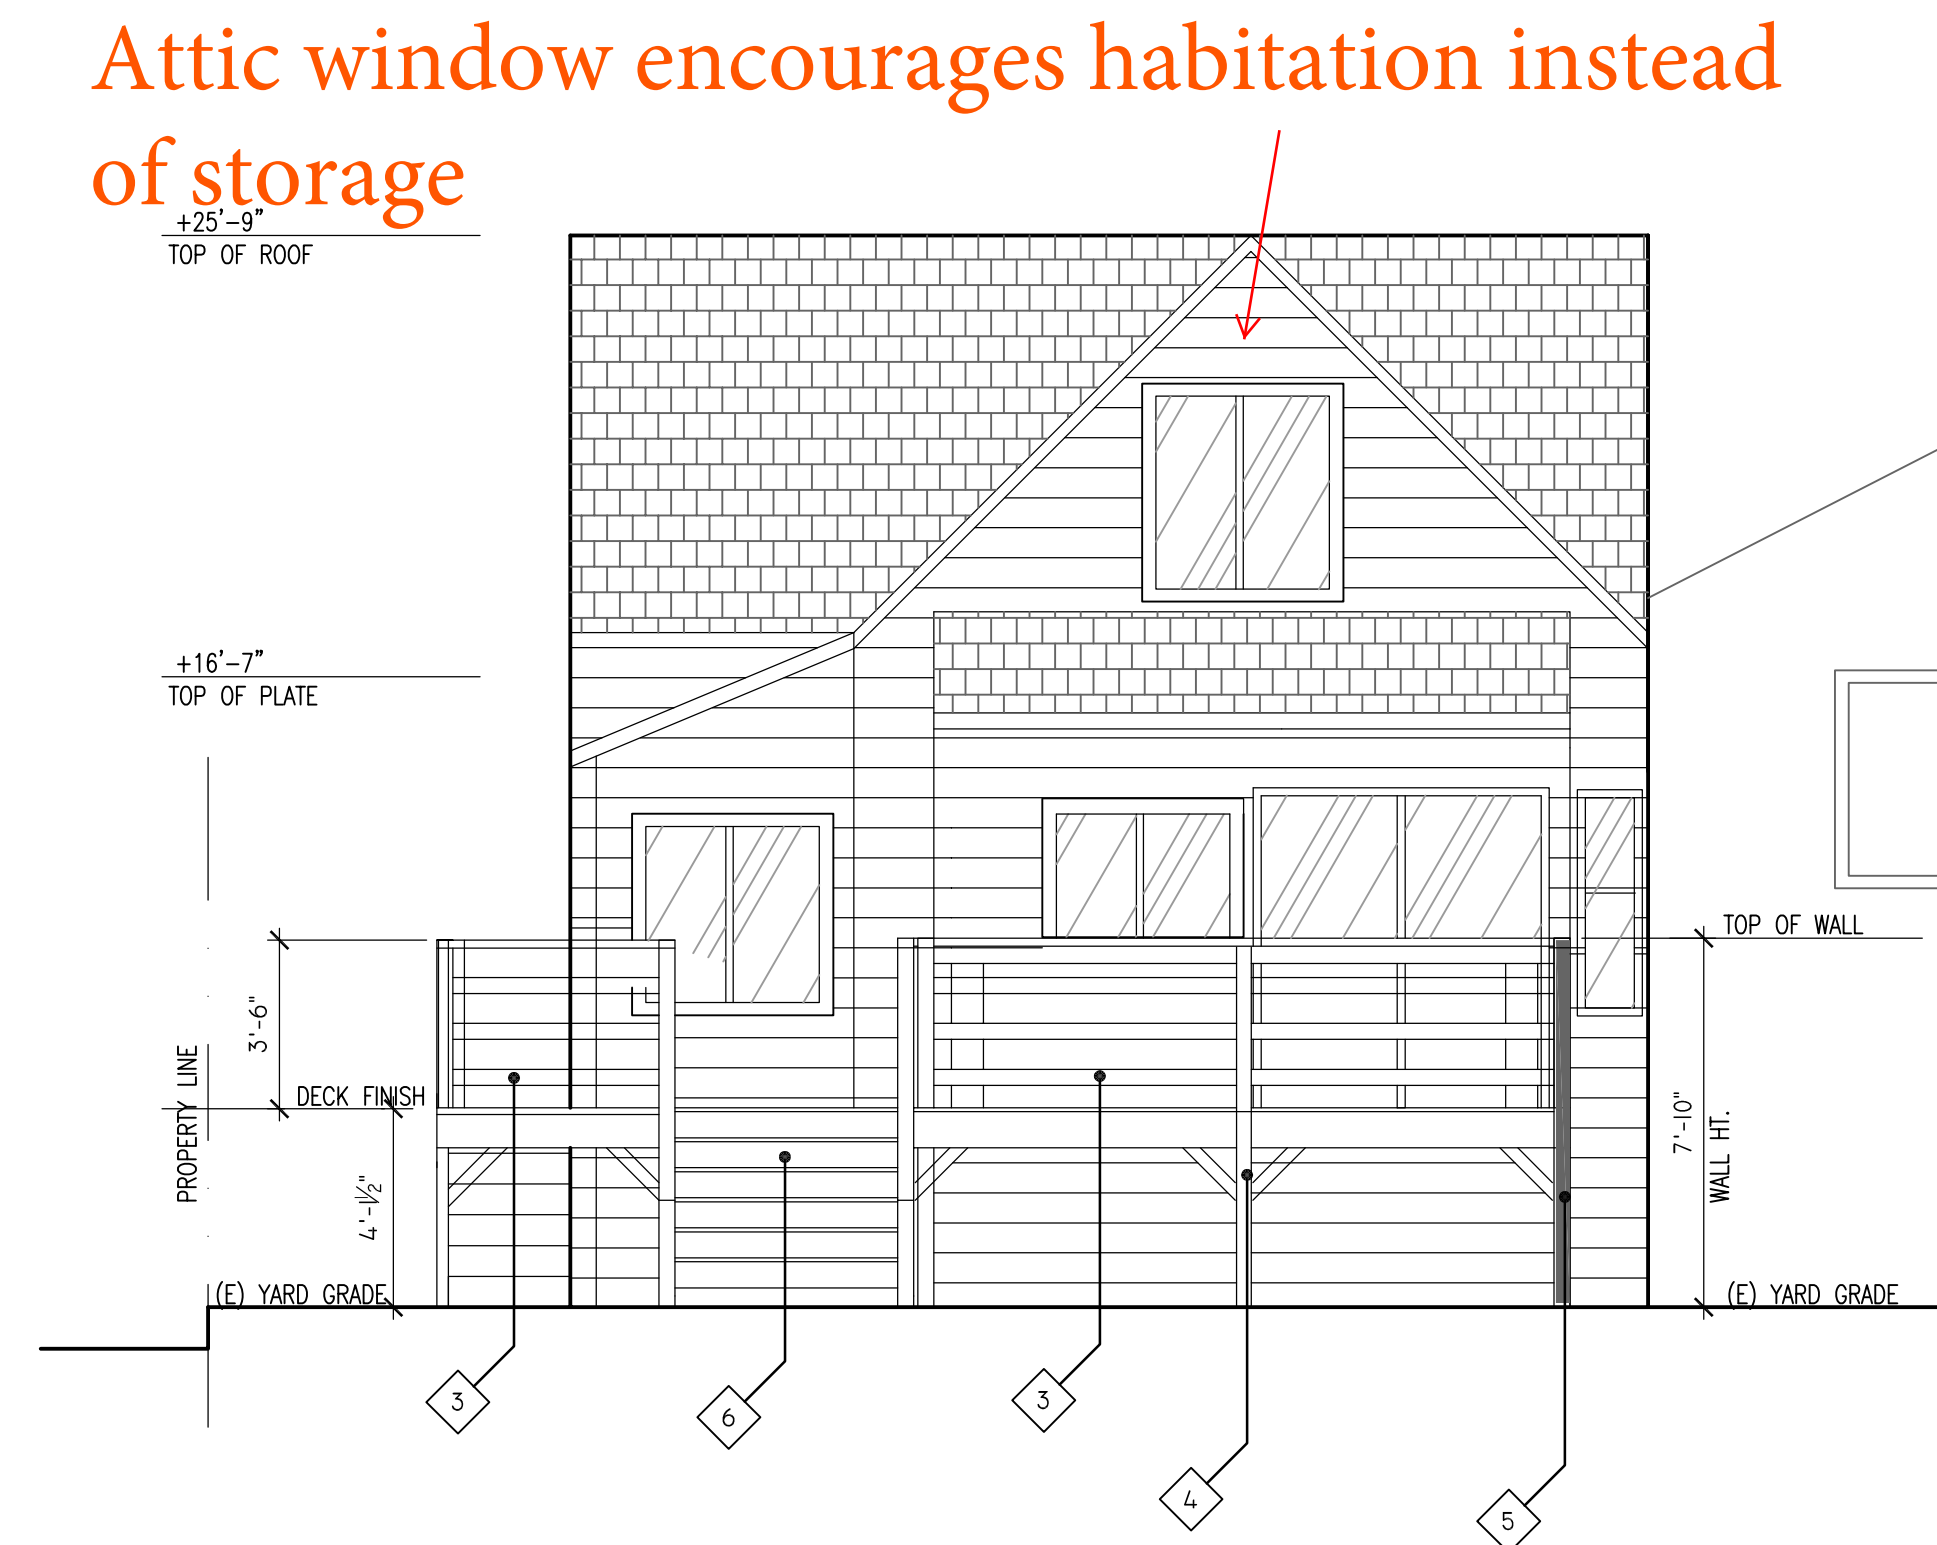 Attic window encourages habitation instead
of storage
+25'-9"
TOP OF ROOF
+16'-7"
TOP OF PLATE
TOP OF WALL
3'-6"
DECK FINISH
PROPERTY LINE
4'-1½"
7'-10"
WALL HT.
(E) YARD GRADE
(E) YARD GRADE
3
6
3
4
5